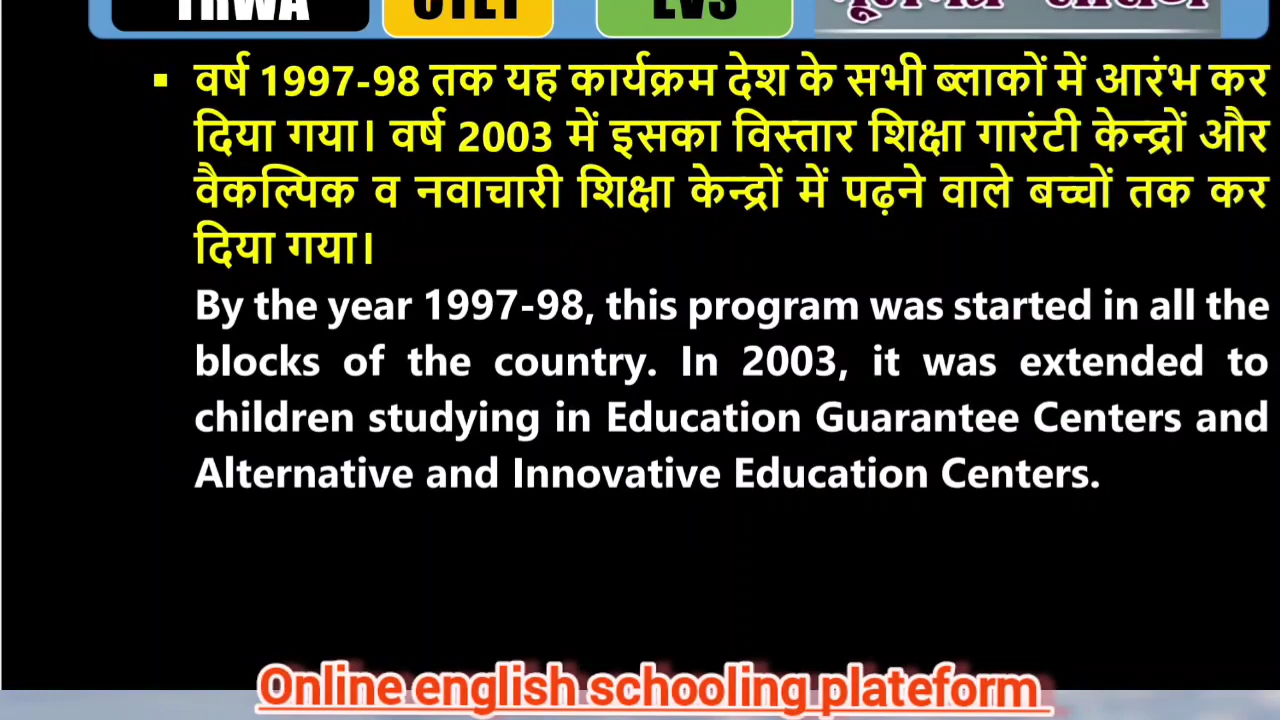 TRWA CTET EVS
▪ वर्ष 1997-98 तक यह कार्यक्रम देश के सभी ब्लाकों में आरंभ कर
दिया गया। वर्ष 2003 में इसका विस्तार शिक्षा गारंटी केन्द्रों और
वैकल्पिक व नवाचारी शिक्षा केन्द्रों में पढ़ने वाले बच्चों तक कर
दिया गया।
By the year 1997-98, this program was started in all the
blocks of the country. In 2003, it was extended to
children studying in Education Guarantee Centers and
Alternative and Innovative Education Centers.
Online english schooling plateform